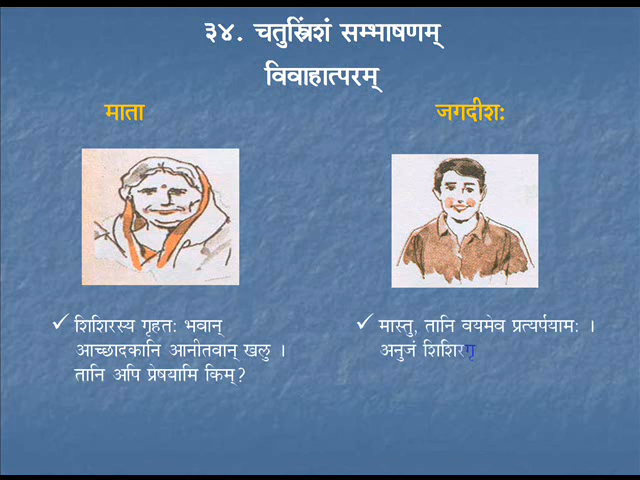 ३४. चतुस्त्रिंशं सम्भाषणम्
विवाहात्परम्
माता
जगदीशः
शिशिरस्य गृहतः भवान्
आच्छादकानि आनीतवान् खलु ।
तानि अपि प्रेषयामि किम्?
मास्तु, तानि वयमेव प्रत्यर्पयामः ।
अनुजं शिशिरगृ